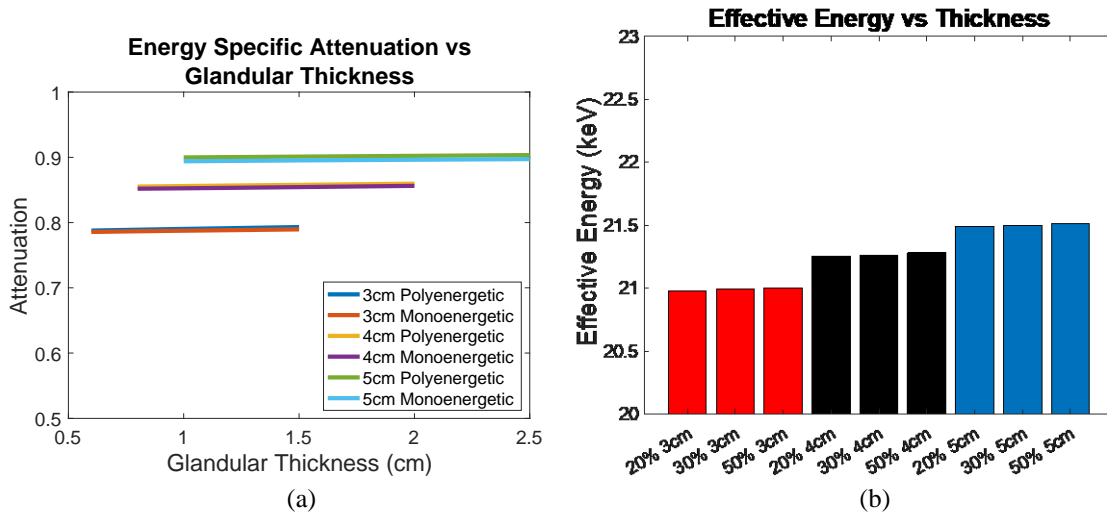 Energy Specific Attenuation vs
Glandular Thickness
1
0.9
0.8
0.7
0.6
0.5
Attenuation
0.5
1
1.5
2
2.5
Glandular Thickness (cm)
3cm Polyenergetic
3cm Monoenergetic
4cm Polyenergetic
4cm Monoenergetic
5cm Polyenergetic
5cm Monoenergetic
(a)
Effective Energy vs Thickness
23
22.5
22
21.5
21
20.5
20
Effective Energy (keV)
20% 3cm
30% 3cm
50% 3cm
20% 4cm
30% 4cm
50% 4cm
20% 5cm
30% 5cm
50% 5cm
(b)